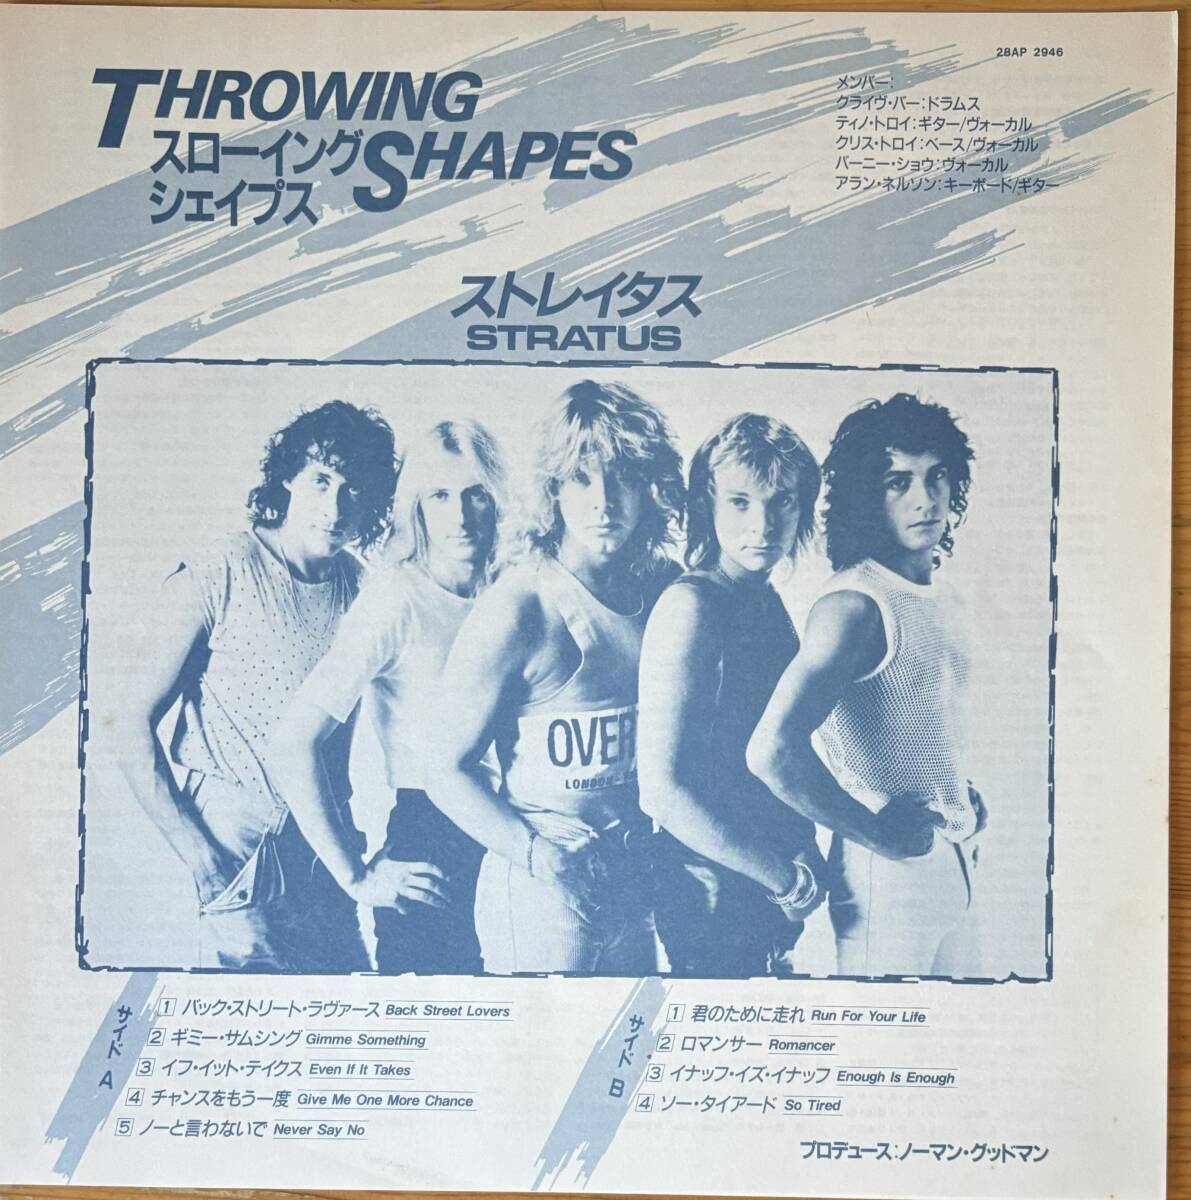 28AP 2946
THROWING
SHAPES
スローイング
シェイプス
メンバー:
クライヴ・バー:ドラムス
ティノ・トロイ:ギター/ヴォーカル
クリス・トロイ:ベース/ヴォーカル
バーニー・ショウ:ヴォーカル
アラン・ネルソン:キーボード/ギター
ストレイタス
STRATUS
OVER
LONDON
サイドA
1 バック・ストリート・ラヴァース Back Street Lovers
2 ギミー・サムシング Gimme Something
3 イフ・イット・テイクス Even If It Takes
4 チャンスをもう一度 Give Me One More Chance
5 ノーと言わないで Never Say No
サイドB
1 君のために走れ Run For Your Life
2 ロマンサー Romancer
3 イナッフ・イズ・イナッフ Enough Is Enough
4 ソー・タイアード So Tired
プロデュース:ノーマン・グッドマン